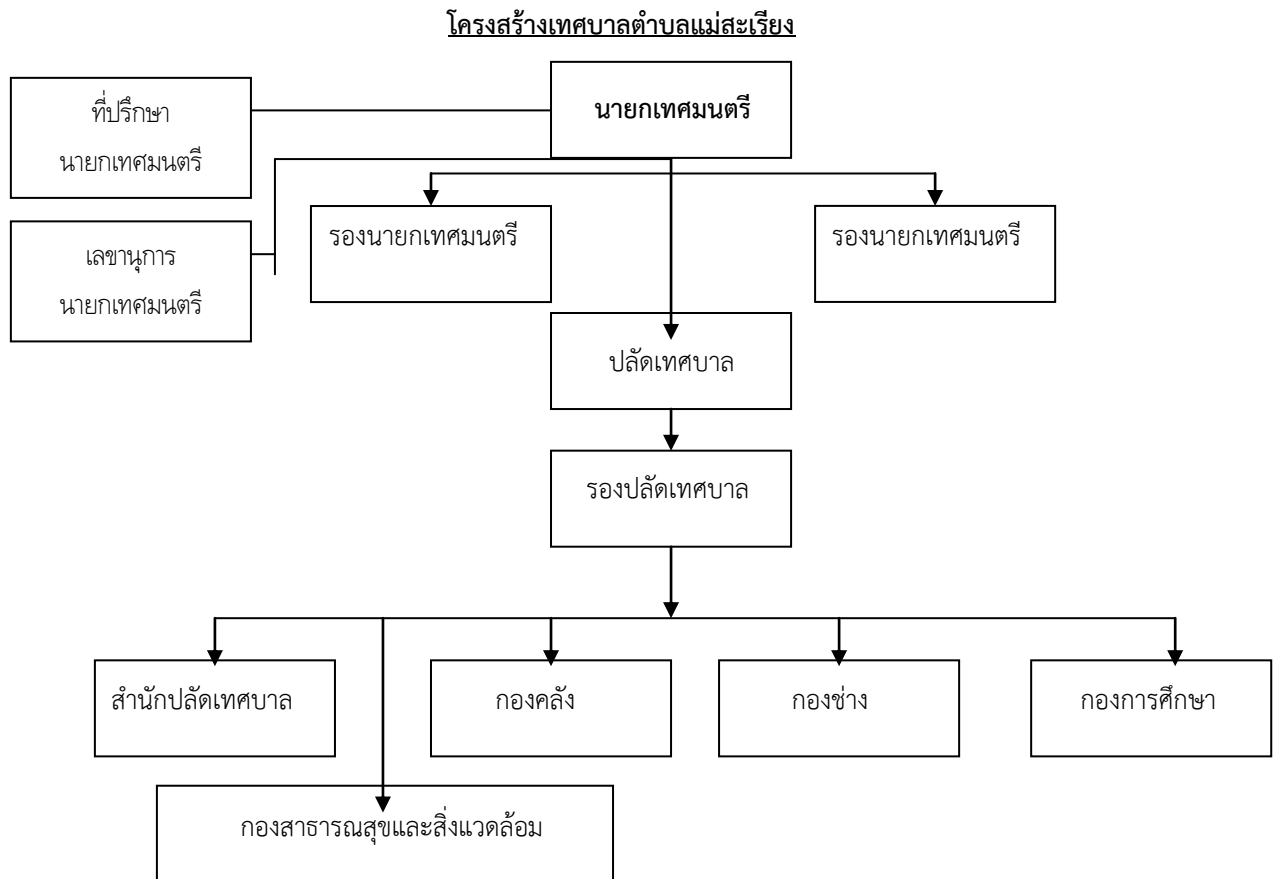 โครงสร้างเทศบาลตำบลแม่สะเรียง
ที่ปรึกษา
นายกเทศมนตรี
นายกเทศมนตรี
เลขานุการ
นายกเทศมนตรี
รองนายกเทศมนตรี
รองนายกเทศมนตรี
ปลัดเทศบาล
รองปลัดเทศบาล
สำนักปลัดเทศบาล
กองคลัง
กองช่าง
กองการศึกษา
กองสาธารณสุขและสิ่งแวดล้อม